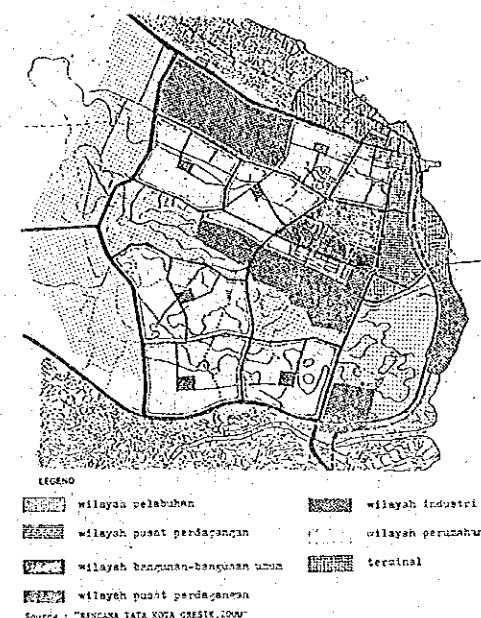 LEGEND
wilayah pelabuhan
wilayah pusat perdagangan
wilayah bangunan-bangunan umum
wilayah pusat perdagangan
wilayah industri
wilayah perumahan
terminal
Source : "RENCANA TATA KOTA GRESIK, 2000"